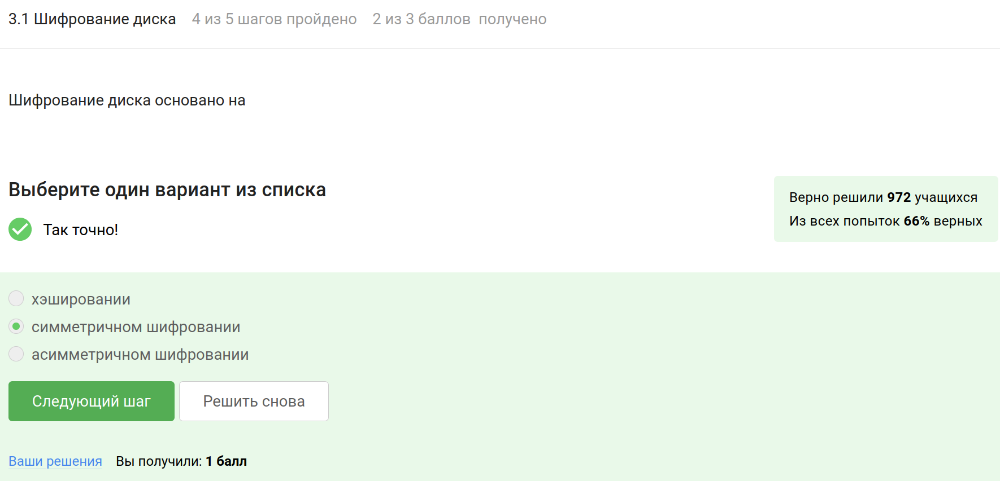 3.1 Шифрование диска 4 из 5 шагов пройдено 2 из 3 баллов получено
Шифрование диска основано на
Выберите один вариант из списка
Так точно!
Верно решили 972 учащихся
Из всех попыток 66% верных
хэшировании
симметричном шифровании
асимметричном шифровании
Следующий шаг Решить снова
Ваши решения Вы получили: 1 балл